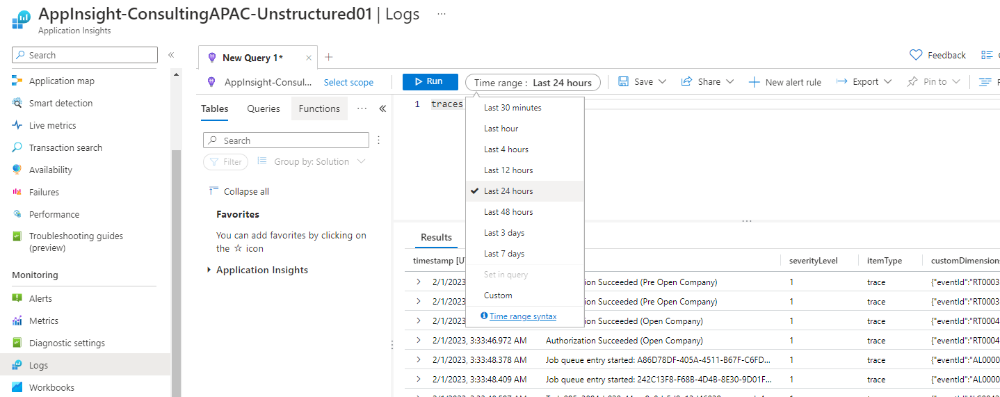 AppInsight-ConsultingAPAC-Unstructured01 | Logs ...
Application Insights
Search «
Application map
Smart detection
Live metrics
Transaction search
Availability
Failures
Performance
Troubleshooting guides
(preview)
Monitoring
Alerts
Metrics
Diagnostic settings
Logs
Workbooks
New Query 1*
Feedback
AppInsight-Consul... Select scope
Run
Time range : Last 24 hours
Save
Share
New alert rule
Export
Pin to
Tables Queries Functions ... «
Search
Filter
Group by: Solution
Collapse all
Favorites
You can add favorites by clicking on
the ☆ icon
Application Insights
1 traces
Last 30 minutes
Last hour
Last 4 hours
Last 12 hours
Last 24 hours
Last 48 hours
Last 3 days
Last 7 days
Set in query
Custom
Time range syntax
Results
timestamp [U severityLevel itemType customDimension
2/1/2023 ion Succeeded (Pre Open Company) 1 trace {"eventId":"RT0003
2/1/2023 ion Succeeded (Pre Open Company) 1 trace {"eventId":"RT0003
2/1/2023 ion Succeeded (Open Company) 1 trace {"eventId":"RT0004
2/1/2023, 3:33:46.972 AM Authorization Succeeded (Open Company) 1 trace {"eventId":"RT0004
2/1/2023, 3:33:48.378 AM Job queue entry started: A86D78DF-405A-4511-B67F-C6FD... 1 trace {"eventId":"AL0000
2/1/2023, 3:33:48.409 AM Job queue entry started: 242C13F8-F68B-4D4B-8E30-9D01F... 1 trace {"eventId":"AL0000